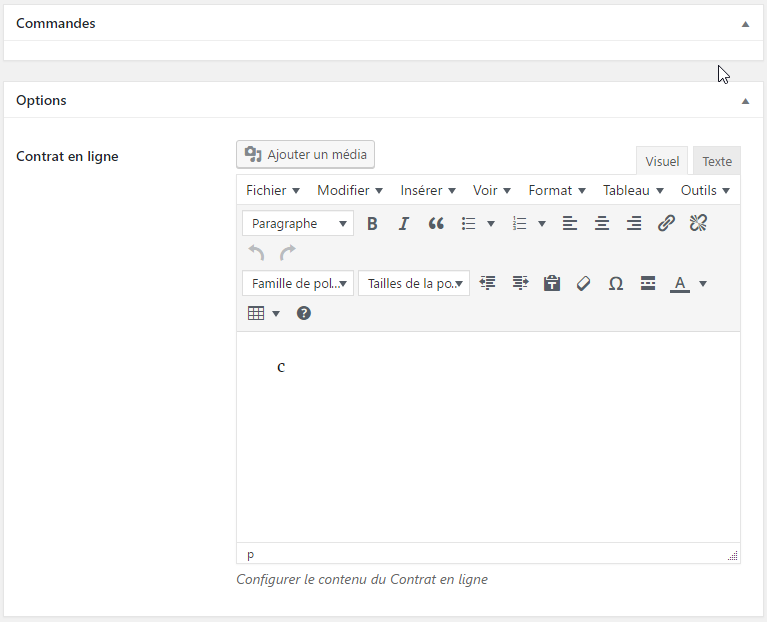 Commandes
Options
Contrat en ligne
Ajouter un média
Visuel Texte
Fichier Modifier Insérer Voir Format Tableau Outils
Paragraphe B I
Famille de pol... Tailles de la po... Ω A
c
p
Configurer le contenu du Contrat en ligne